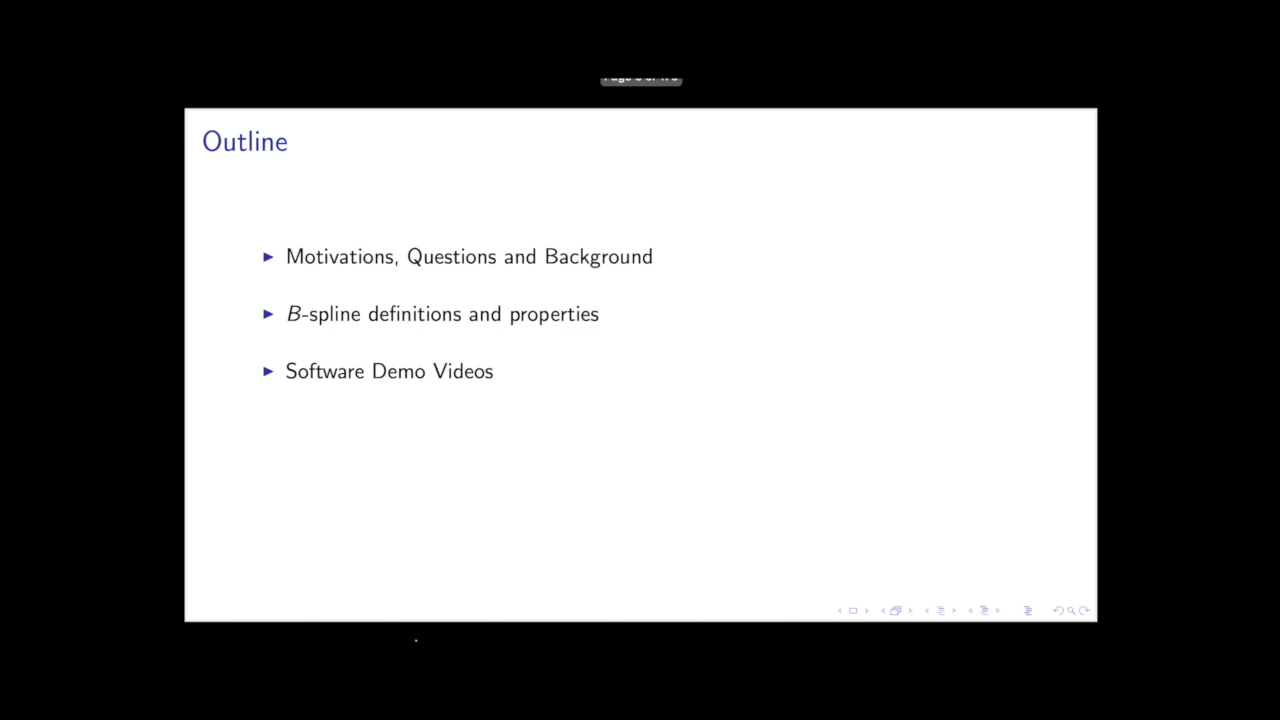 Outline
Motivations, Questions and Background
B-spline definitions and properties
Software Demo Videos